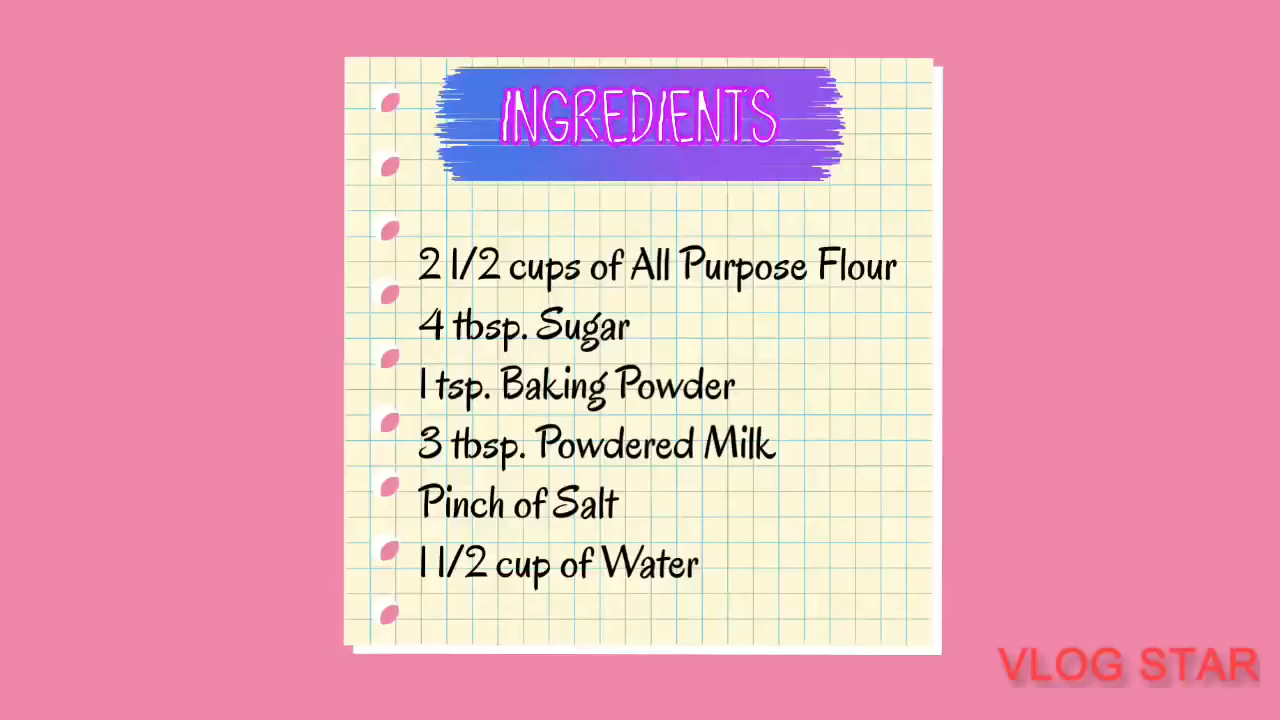 INGREDIENTS
2 1/2 cups of All Purpose Flour
4 tbsp. Sugar
1 tsp. Baking Powder
3 tbsp. Powdered Milk
Pinch of Salt
1 1/2 cup of Water
VLOG STAR